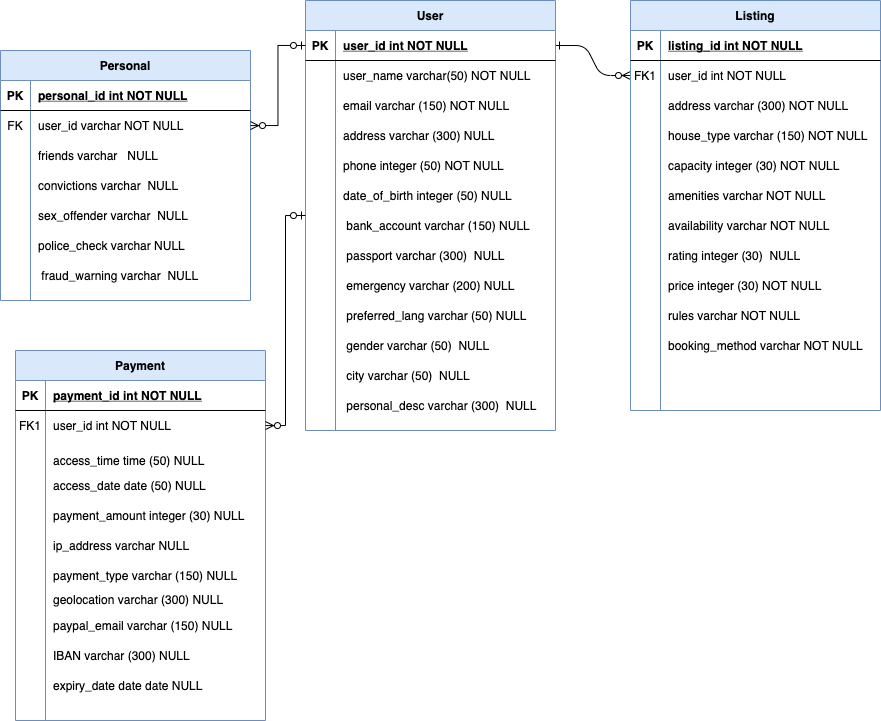 Personal
PK personal_id int NOT NULL
FK user_id varchar NOT NULL
friends varchar NULL
convictions varchar NULL
sex_offender varchar NULL
police_check varchar NULL
fraud_warning varchar NULL
User
PK user_id int NOT NULL
user_name varchar(50) NOT NULL
email varchar (150) NOT NULL
address varchar (300) NULL
phone integer (50) NOT NULL
date_of_birth integer (50) NULL
bank_account varchar (150) NULL
passport varchar (300) NULL
emergency varchar (200) NULL
preferred_lang varchar (50) NULL
gender varchar (50) NULL
city varchar (50) NULL
personal_desc varchar (300) NULL
Listing
PK listing_id int NOT NULL
FK1 user_id int NOT NULL
address varchar (300) NOT NULL
house_type varchar (150) NOT NULL
capacity integer (30) NOT NULL
amenities varchar NOT NULL
availability varchar NOT NULL
rating integer (30) NULL
price integer (30) NOT NULL
rules varchar NOT NULL
booking_method varchar NOT NULL
Payment
PK payment_id int NOT NULL
FK1 user_id int NOT NULL
access_time time (50) NULL
access_date date (50) NULL
payment_amount integer (30) NULL
ip_address varchar NULL
payment_type varchar (150) NULL
geolocation varchar (300) NULL
paypal_email varchar (150) NULL
IBAN varchar (300) NULL
expiry_date date date NULL